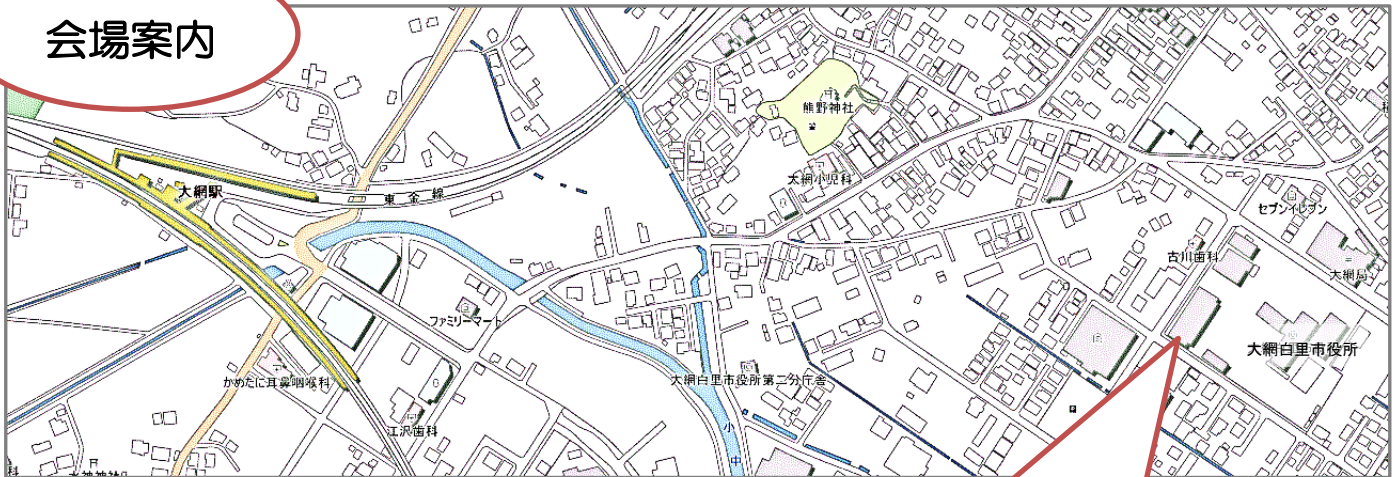 会場案内
熊野神社
大網小児科
大網駅
東金線
セブンイレブン
古川歯科
大網局
ファミリーマート
大網白里市役所
かめたに耳鼻咽喉科
大網白里市役所第二分庁舎
江沢歯科
小
中